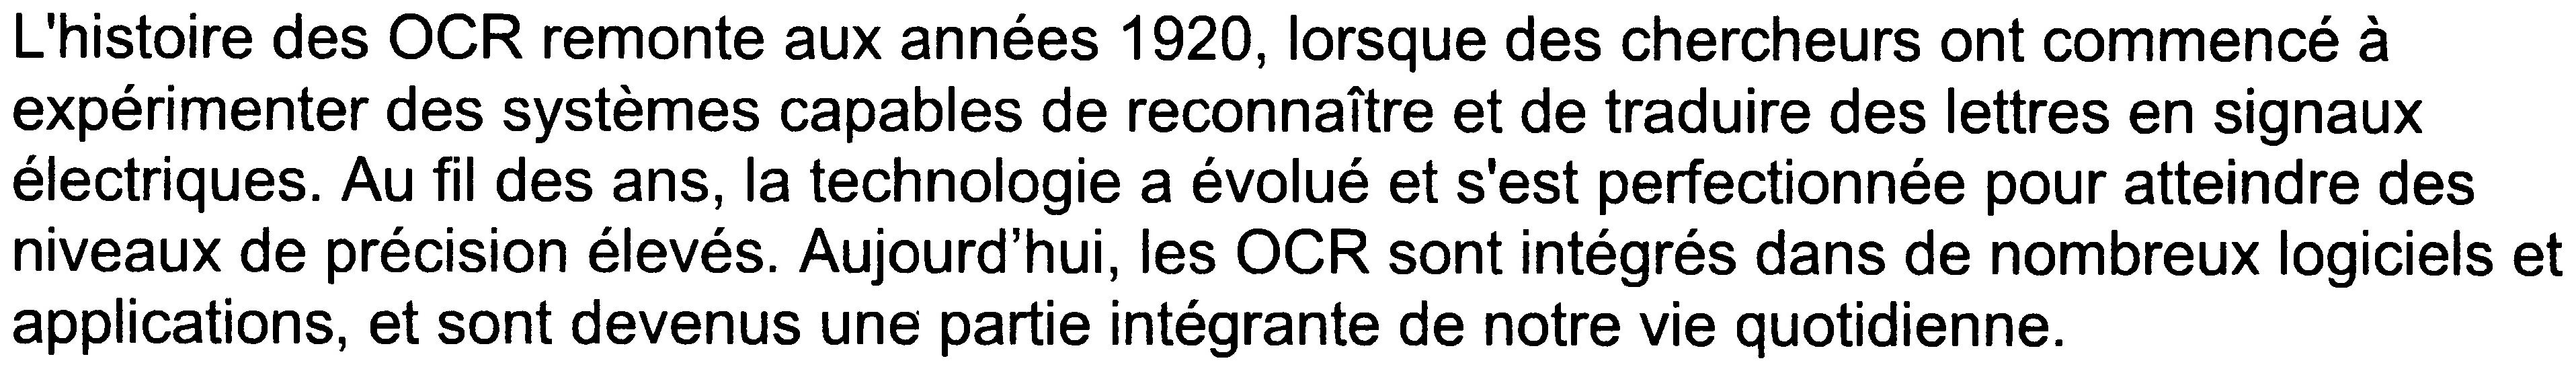 L'histoire des OCR remonte aux années 1920, lorsque des chercheurs ont commencé à
expérimenter des systèmes capables de reconnaître et de traduire des lettres en signaux
électriques. Au fil des ans, la technologie a évolué et s'est perfectionnée pour atteindre des
niveaux de précision élevés. Aujourd’hui, les OCR sont intégrés dans de nombreux logiciels et
applications, et sont devenus une partie intégrante de notre vie quotidienne.